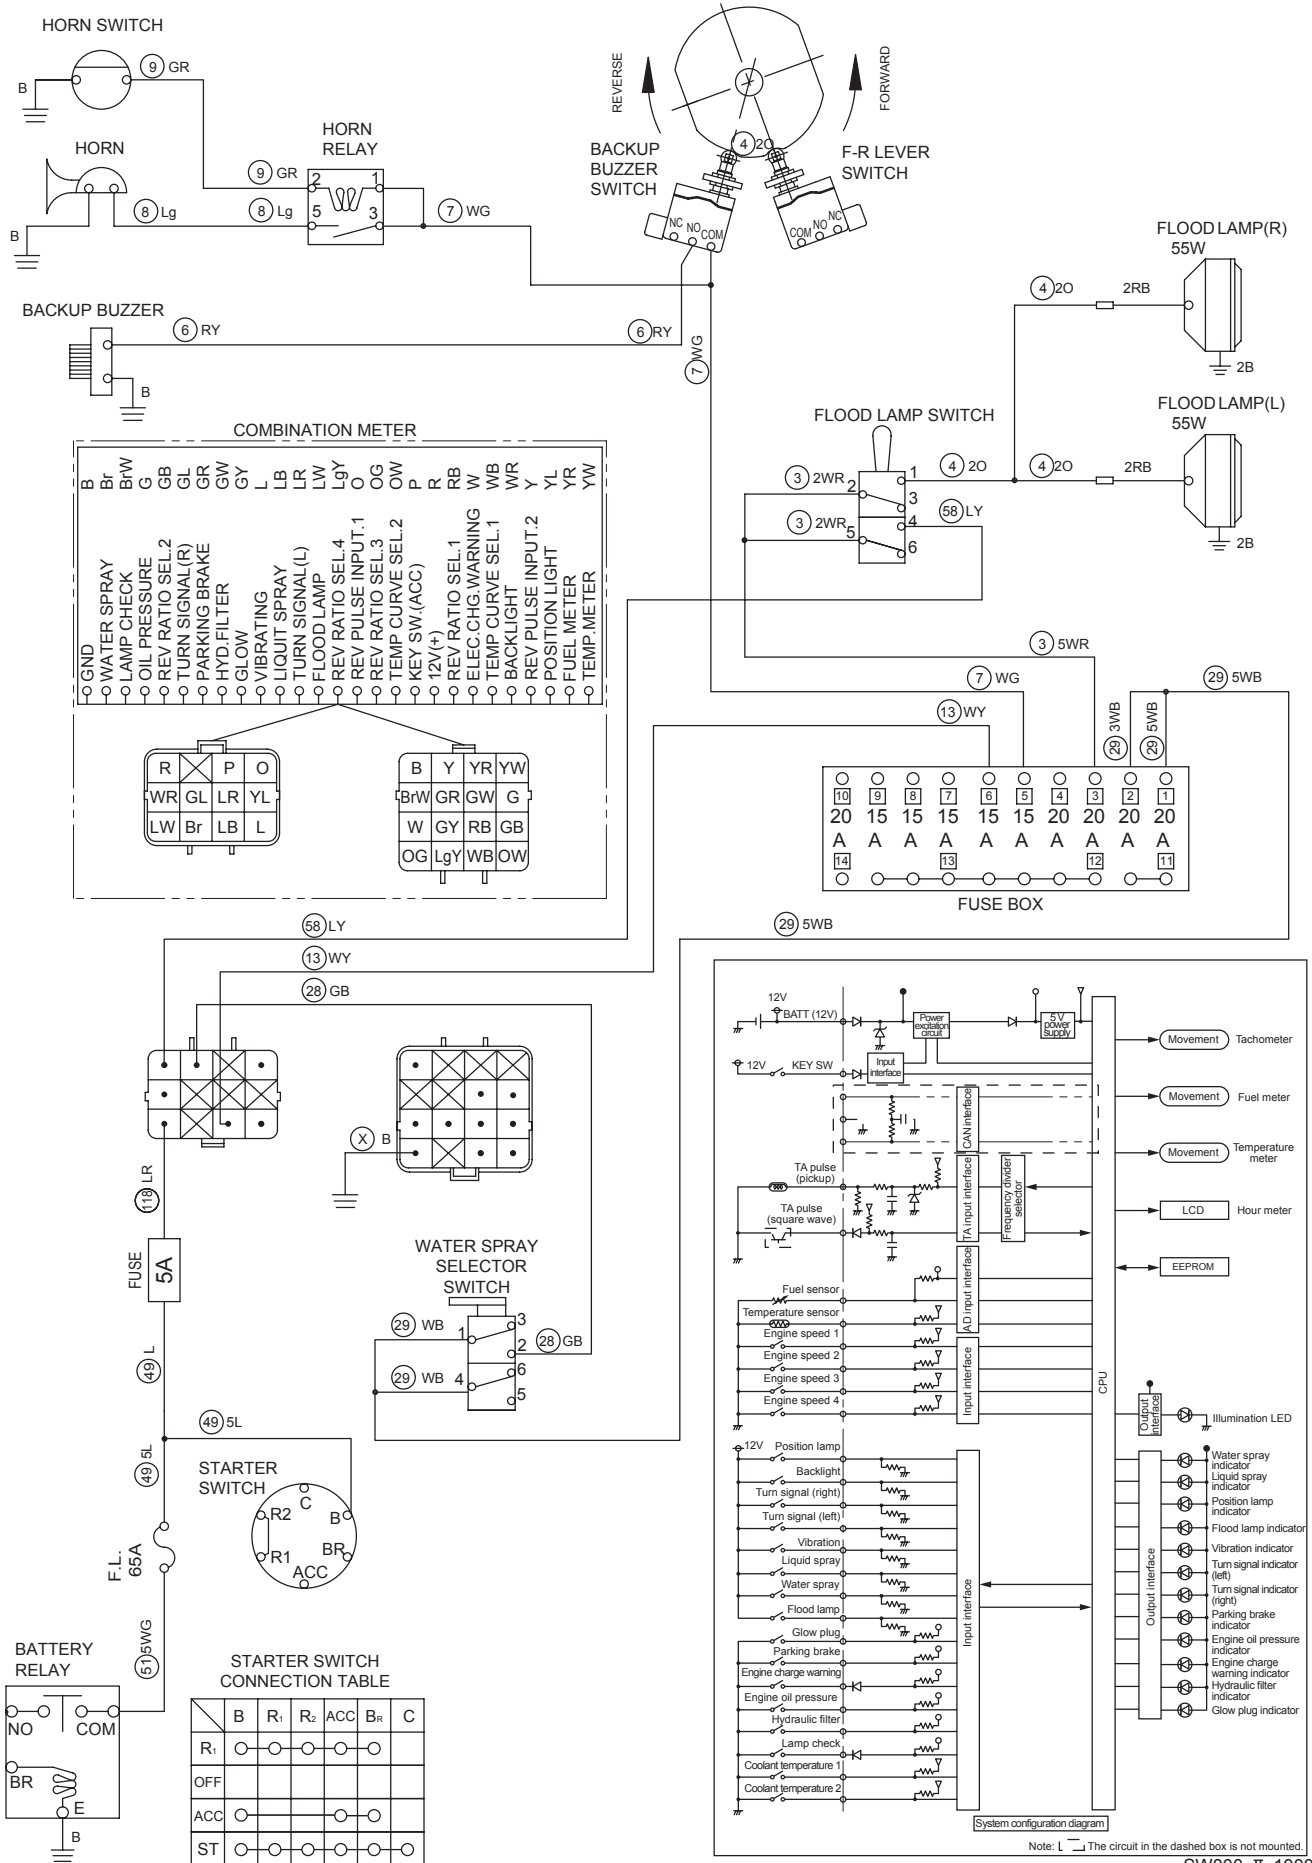 HORN SWITCH
9 GR
B
HORN
HORN
RELAY
9 GR
2
1
5
3
8 Lg
8 Lg
7 WG
B
REVERSE
FORWARD
4 2O
BACKUP
BUZZER
SWITCH
F-R LEVER
SWITCH
NC
NO
COM
COM
NO
NC
BACKUP BUZZER
6 RY
6 RY
B
7 WG
FLOOD LAMP(R)
55W
4 2O
2RB
2B
FLOOD LAMP SWITCH
FLOOD LAMP(L)
55W
3 2WR
2
1
3
4 2O
4 2O
2RB
3 2WR
5
4
6
58 LY
2B
COMBINATION METER
B
Br
BrW
G
GB
GL
GR
GW
GY
L
LB
LR
LW
LgY
O
OG
OW
P
R
RB
W
WB
WR
Y
YL
YR
YW
GND
WATER SPRAY
LAMP CHECK
OIL PRESSURE
REV RATIO SEL.2
TURN SIGNAL(R)
PARKING BRAKE
HYD.FILTER
GLOW
VIBRATING
LIQUIT SPRAY
TURN SIGNAL(L)
FLOOD LAMP
REV RATIO SEL.4
REV PULSE INPUT.1
REV RATIO SEL.3
TEMP CURVE SEL.2
KEY SW.(ACC)
12V(+)
REV RATIO SEL.1
ELEC.CHG.WARNING
TEMP CURVE SEL.1
BACKLIGHT
REV PULSE INPUT.2
POSITION LIGHT
FUEL METER
TEMP.METER
R P O
WR GL LR YL
LW Br LB L
B Y YR YW
BrW GR GW G
W GY RB GB
OG LgY WB OW
3 5WR
7 WG
29 5WB
13 WY
29 3WB
29 5WB
10 9 8 7 6 5 4 3 2 1
20 15 15 15 15 15 20 20 20 20
A A A A A A A A A A
14 13 12 11
FUSE BOX
58 LY
29 5WB
13 WY
28 GB
X B
118 LR
FUSE
5A
WATER SPRAY
SELECTOR
SWITCH
29 WB
1
3
2
28 GB
29 WB
4
6
5
49 L
49 5L
49 5L
STARTER
SWITCH
C
R2
B
R1
BR
ACC
F.L.
65A
51 5WG
BATTERY
RELAY
NO
COM
BR
E
B
STARTER SWITCH
CONNECTION TABLE
B R1 R2 ACC BR C
R1
OFF
ACC
ST
12V
BATT (12V)
Power
excitation
circuit
5 V
power
supply
12V
KEY SW
Input
interface
CAN interface
TA pulse
(pickup)
TA pulse
(square wave)
TA input interface
Frequency divider
selector
Fuel sensor
Temperature sensor
AD input interface
Engine speed 1
Engine speed 2
Engine speed 3
Engine speed 4
Input interface
CPU
Movement
Tachometer
Movement
Fuel meter
Movement
Temperature
meter
LCD
Hour meter
EEPROM
Output
interface
Illumination LED
12V
Position lamp
Backlight
Turn signal (right)
Turn signal (left)
Vibration
Liquid spray
Water spray
Flood lamp
Glow plug
Parking brake
Engine charge warning
Engine oil pressure
Hydraulic filter
Lamp check
Coolant temperature 1
Coolant temperature 2
Input interface
Output interface
Water spray
indicator
Liquid spray
indicator
Position lamp
indicator
Flood lamp indicator
Vibration indicator
Turn signal indicator
(left)
Turn signal indicator
(right)
Parking brake
indicator
Engine oil pressure
indicator
Engine charge
warning indicator
Hydraulic filter
indicator
Glow plug indicator
System configuration diagram
Note: The circuit in the dashed box is not mounted.